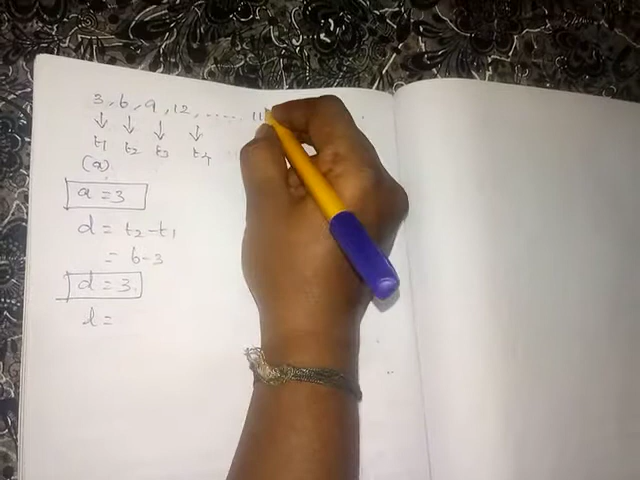 3, 6, 9, 12, ..... 11
↓ ↓ ↓ ↓
t₁ t₂ t₃ t₄
(a)
a = 3
d = t₂ - t₁
= 6 - 3
d = 3.
l =